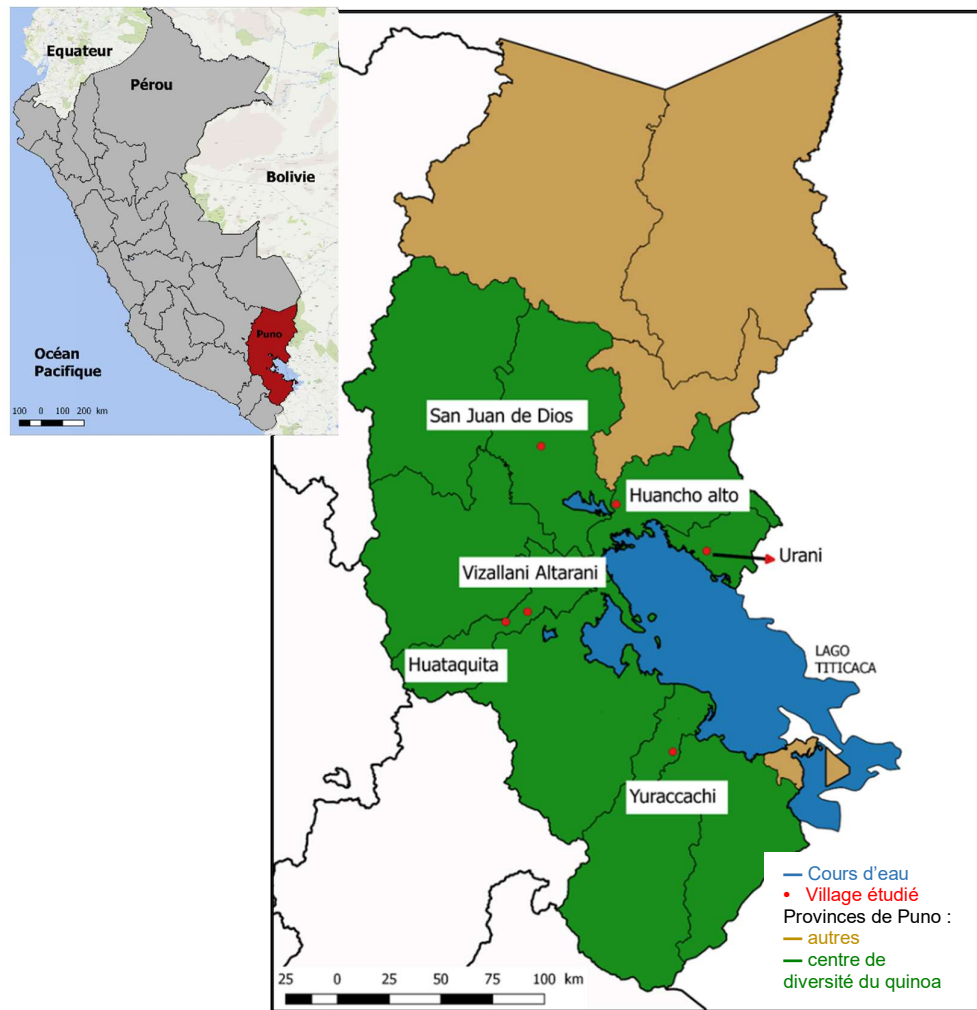 Equateur
Pérou
Bolivie
Puno
Océan
Pacifique
100 0 100 200 km
San Juan de Dios
Huancho alto
Urani
Vizallani Altarani
Huataquita
LAGO
TITICACA
Yuraccachi
Cours d'eau
• Village étudié
Provinces de Puno :
autres
centre de
diversité du quinoa
25 0 25 50 75 100 km